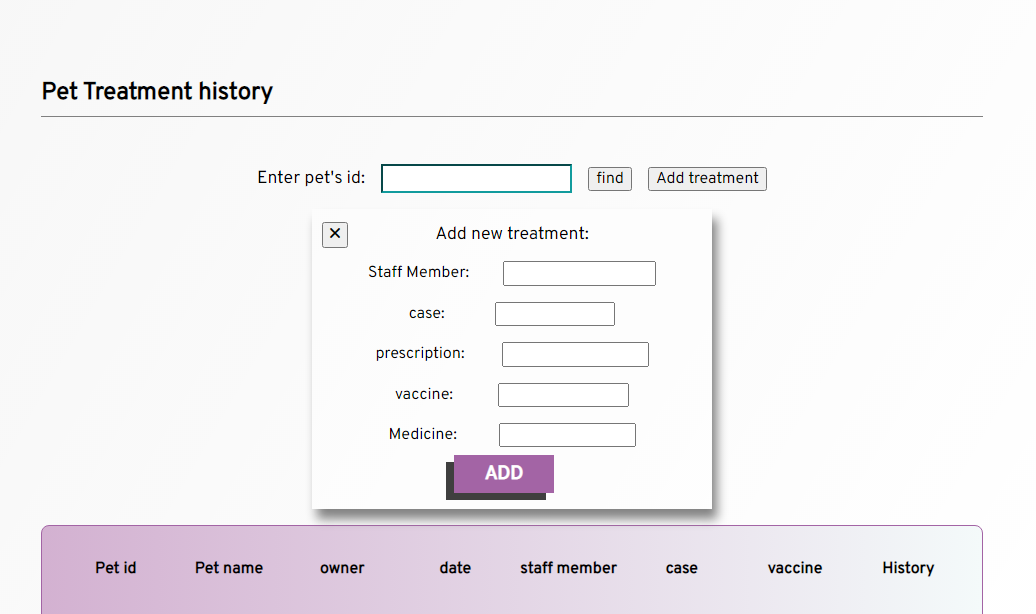 Pet Treatment history
Enter pet's id: find Add treatment
✕ Add new treatment:
Staff Member:
case:
prescription:
vaccine:
Medicine:
ADD
Pet id Pet name owner date staff member case vaccine History